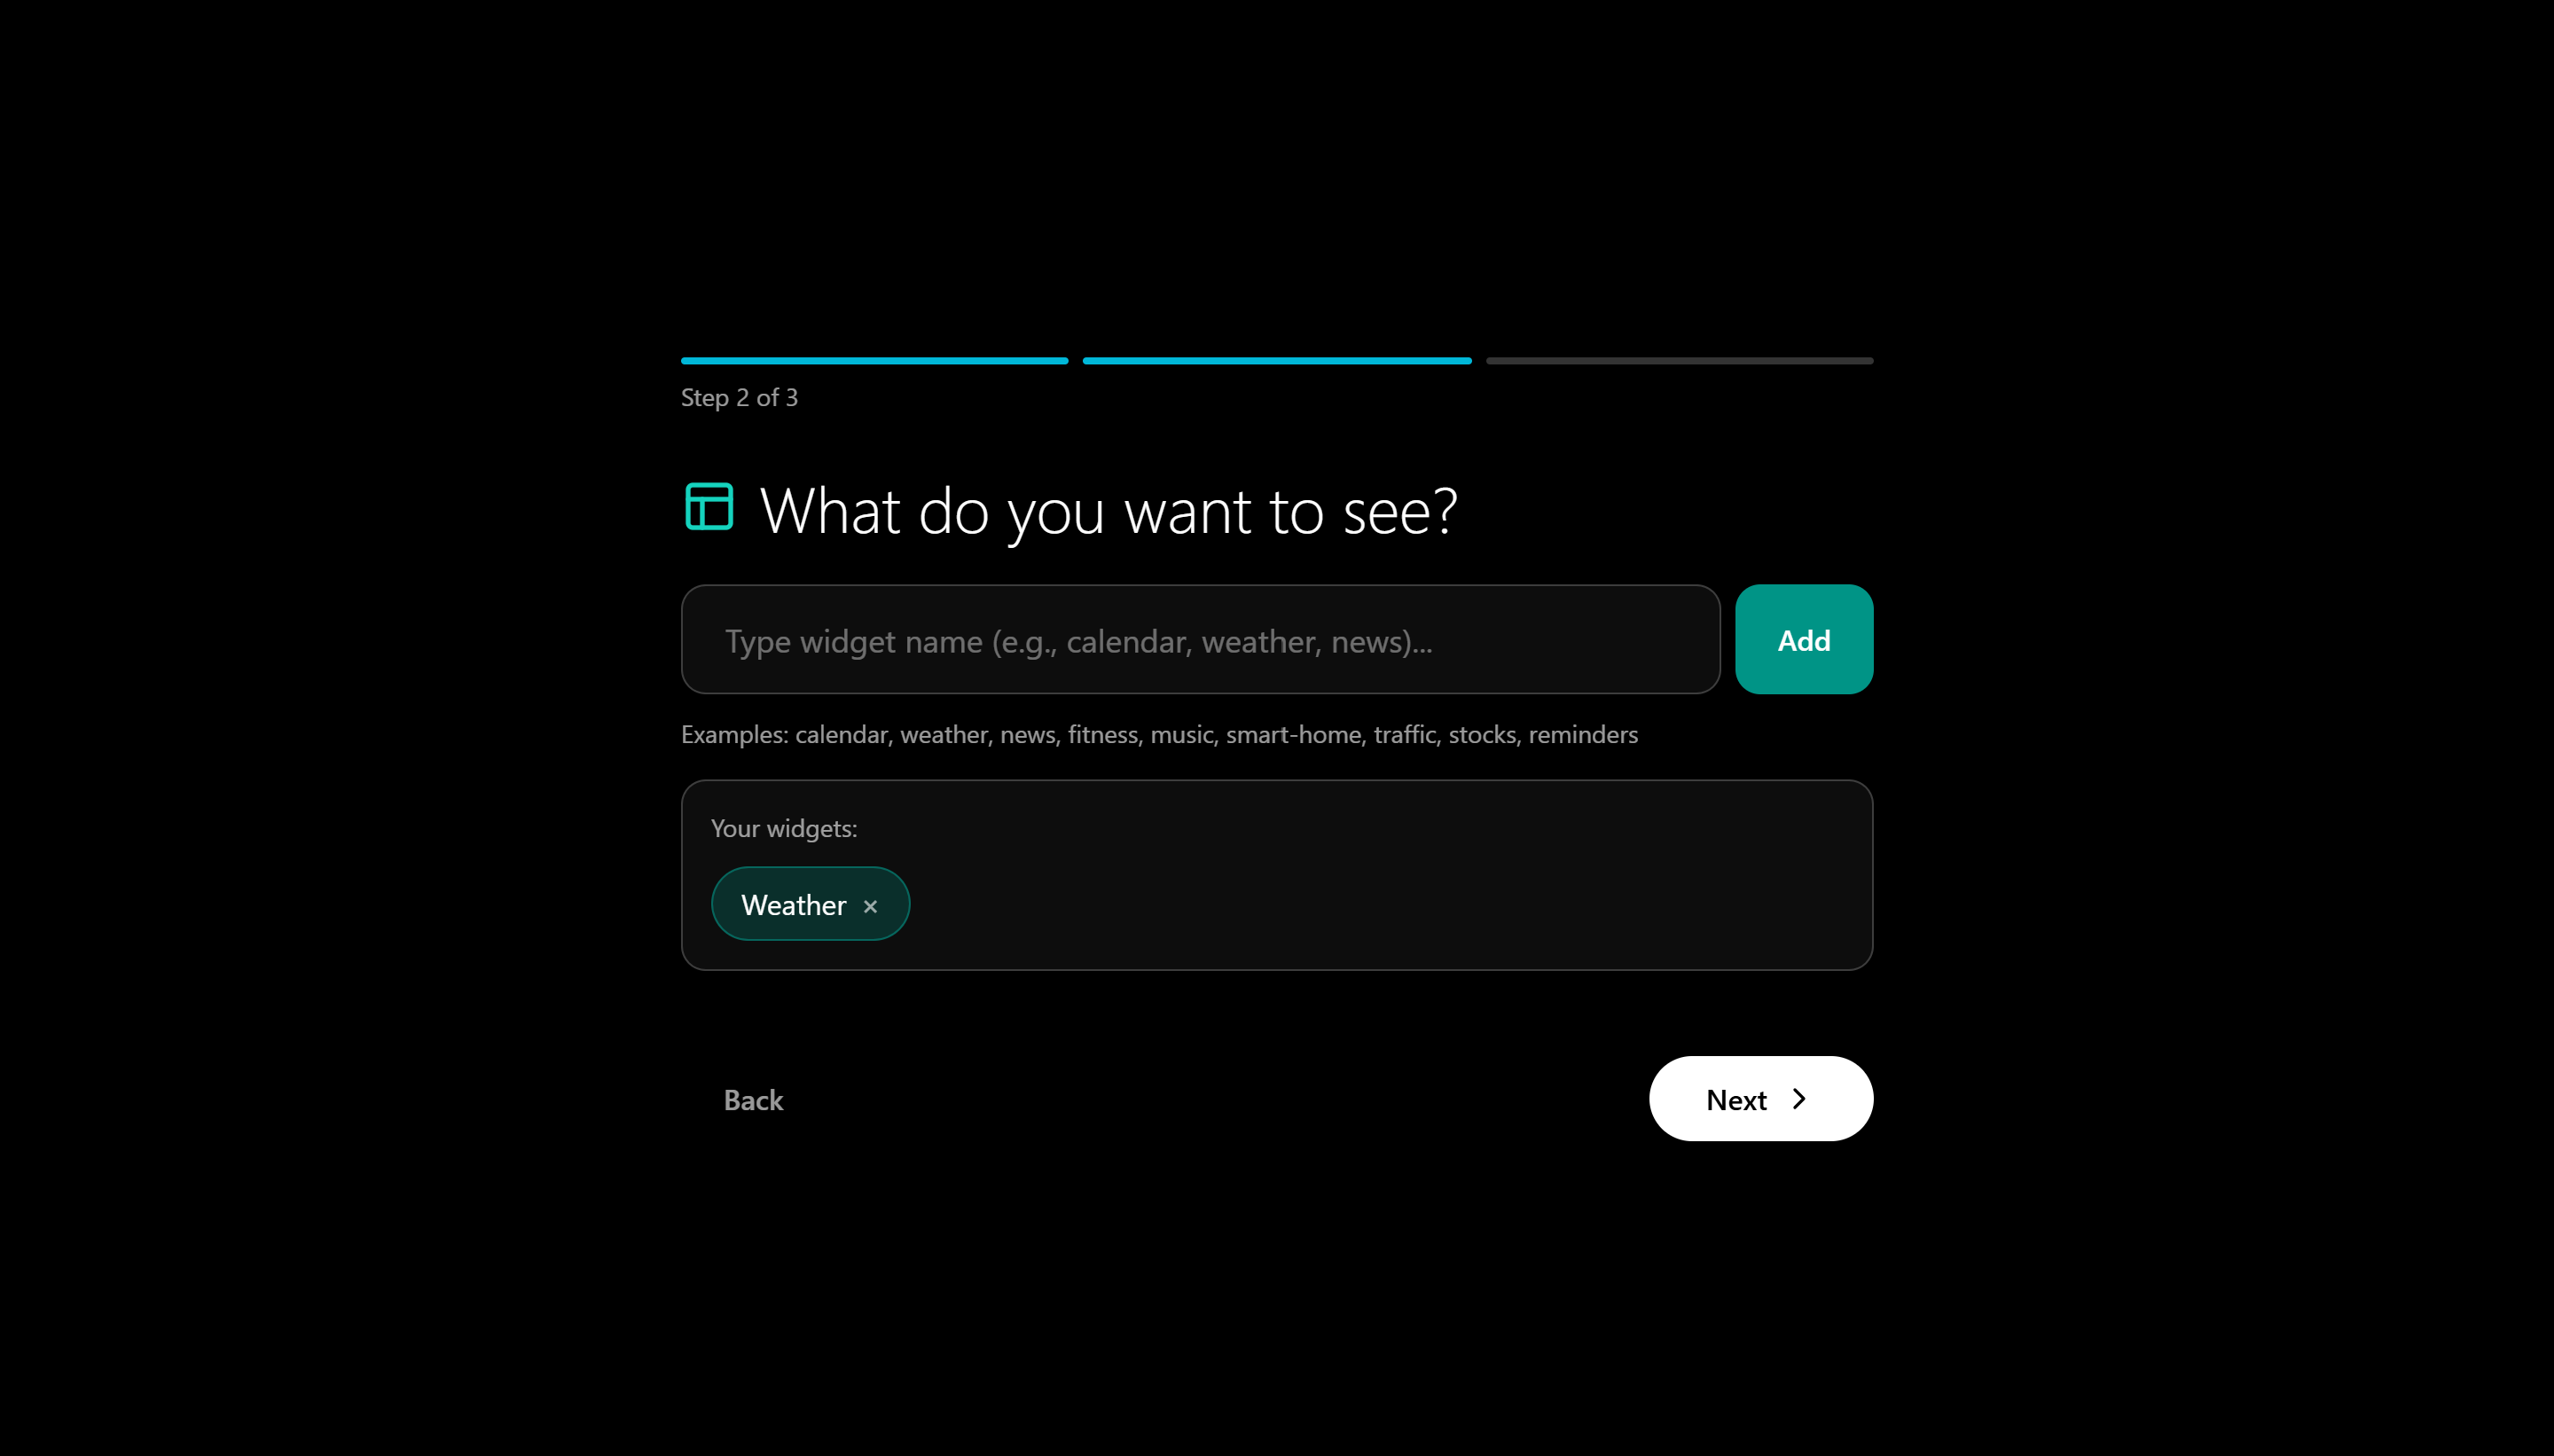 Step 2 of 3
What do you want to see?
Type widget name (e.g., calendar, weather, news)...
Add
Examples: calendar, weather, news, fitness, music, smart-home, traffic, stocks, reminders
Your widgets:
Weather ×
Back
Next